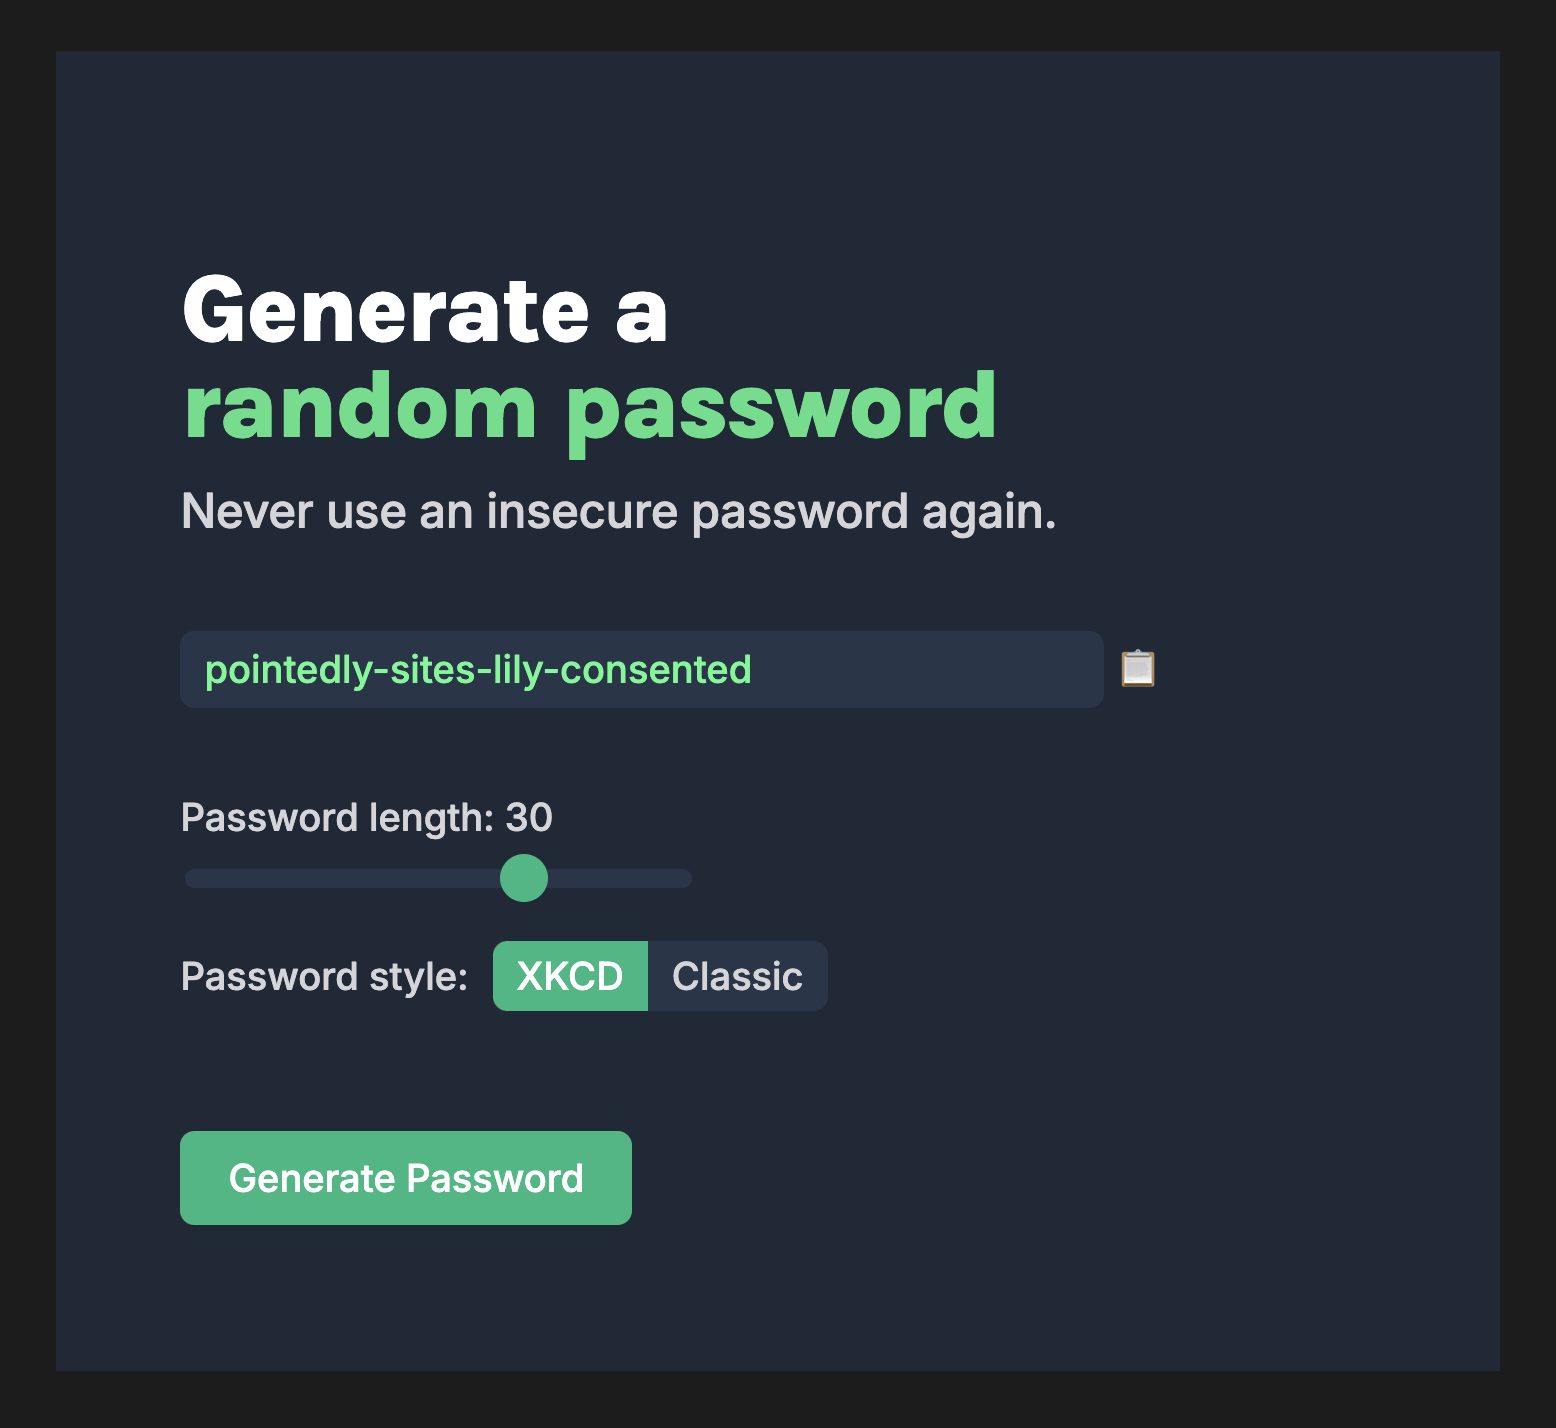 Generate a
random password
Never use an insecure password again.
pointedly-sites-lily-consented
Password length: 30
Password style: XKCD Classic
Generate Password